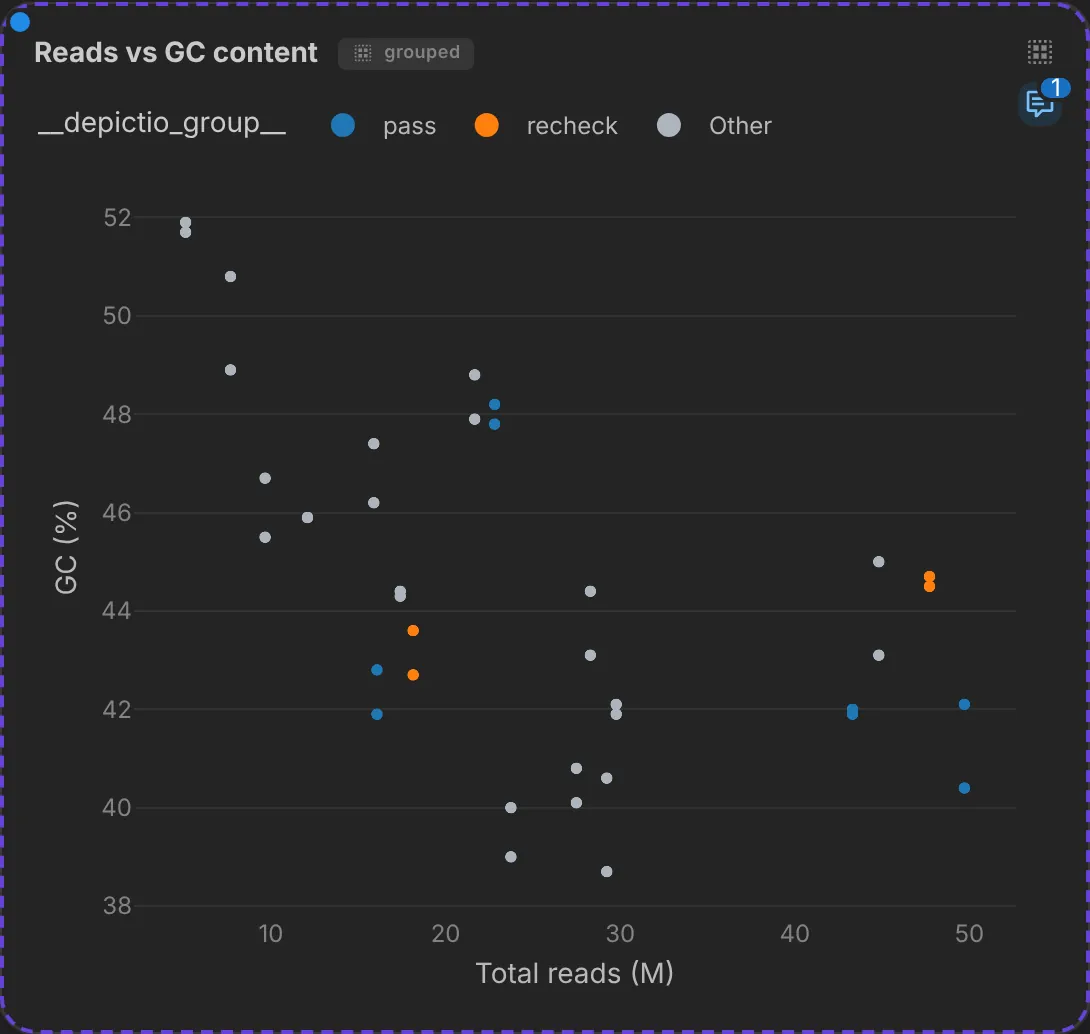 Reads vs GC content grouped
1
__depictio_group__ pass recheck Other
52
50
48
46
44
42
40
38
GC (%)
10 20 30 40 50
Total reads (M)